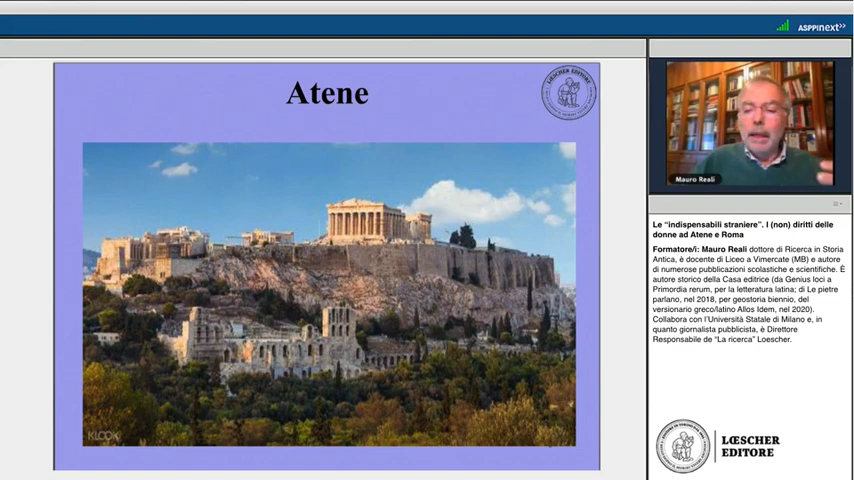 ASPPInext>>
Atene
LŒSCHER EDITORE
KLOOK
Mauro Reali
Le “indispensabili straniere”. I (non) diritti delle
donne ad Atene e Roma
Formatore/i: Mauro Reali dottore di Ricerca in Storia
Antica, è docente di Liceo a Vimercate (MB) e autore
di numerose pubblicazioni scolastiche e scientifiche. È
autore storico della Casa editrice (da Genius loci a
Primordia rerum, per la letteratura latina; di Le pietre
parlano, nel 2018, per geostoria biennio, del
versionario greco/latino Allos Idem, nel 2020).
Collabora con l'Università Statale di Milano e, in
quanto giornalista pubblicista, è Direttore
Responsabile de “La ricerca” Loescher.
LŒSCHER
EDITORE